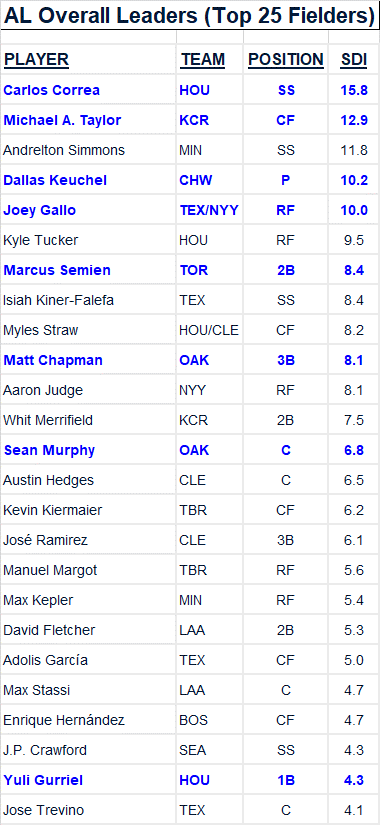 AL Overall Leaders (Top 25 Fielders)
PLAYER TEAM POSITION SDI
Carlos Correa HOU SS 15.8
Michael A. Taylor KCR CF 12.9
Andrelton Simmons MIN SS 11.8
Dallas Keuchel CHW P 10.2
Joey Gallo TEX/NYY RF 10.0
Kyle Tucker HOU RF 9.5
Marcus Semien TOR 2B 8.4
Isiah Kiner-Falefa TEX SS 8.4
Myles Straw HOU/CLE CF 8.2
Matt Chapman OAK 3B 8.1
Aaron Judge NYY RF 8.1
Whit Merrifield KCR 2B 7.5
Sean Murphy OAK C 6.8
Austin Hedges CLE C 6.5
Kevin Kiermaier TBR CF 6.2
José Ramirez CLE 3B 6.1
Manuel Margot TBR RF 5.6
Max Kepler MIN RF 5.4
David Fletcher LAA 2B 5.3
Adolis García TEX CF 5.0
Max Stassi LAA C 4.7
Enrique Hernández BOS CF 4.7
J.P. Crawford SEA SS 4.3
Yuli Gurriel HOU 1B 4.3
Jose Trevino TEX C 4.1